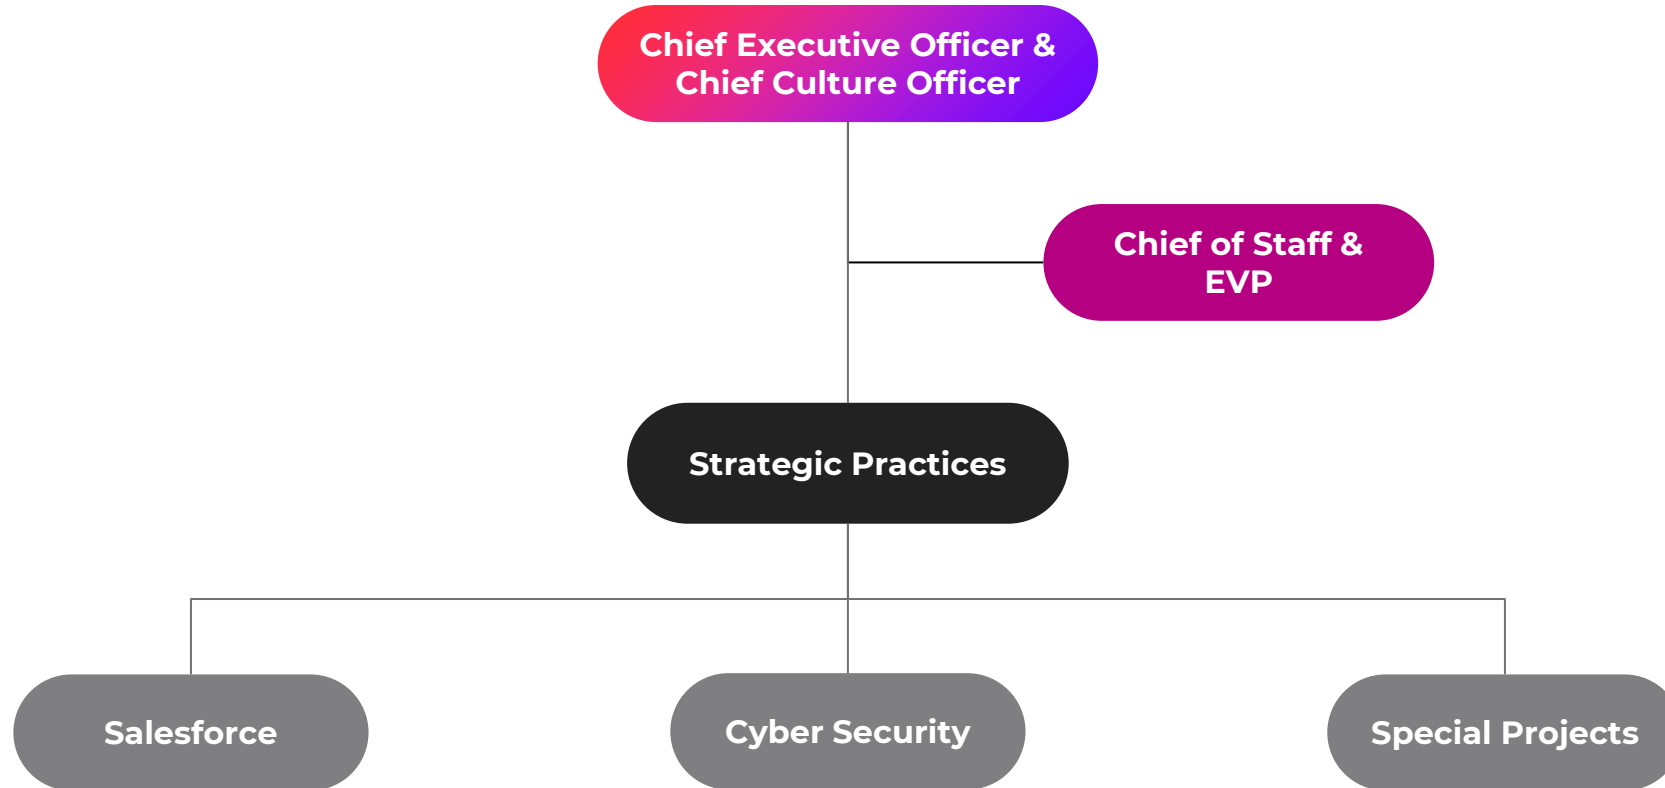 Chief Executive Officer &
Chief Culture Officer
Chief of Staff &
EVP
Strategic Practices
Salesforce
Cyber Security
Special Projects